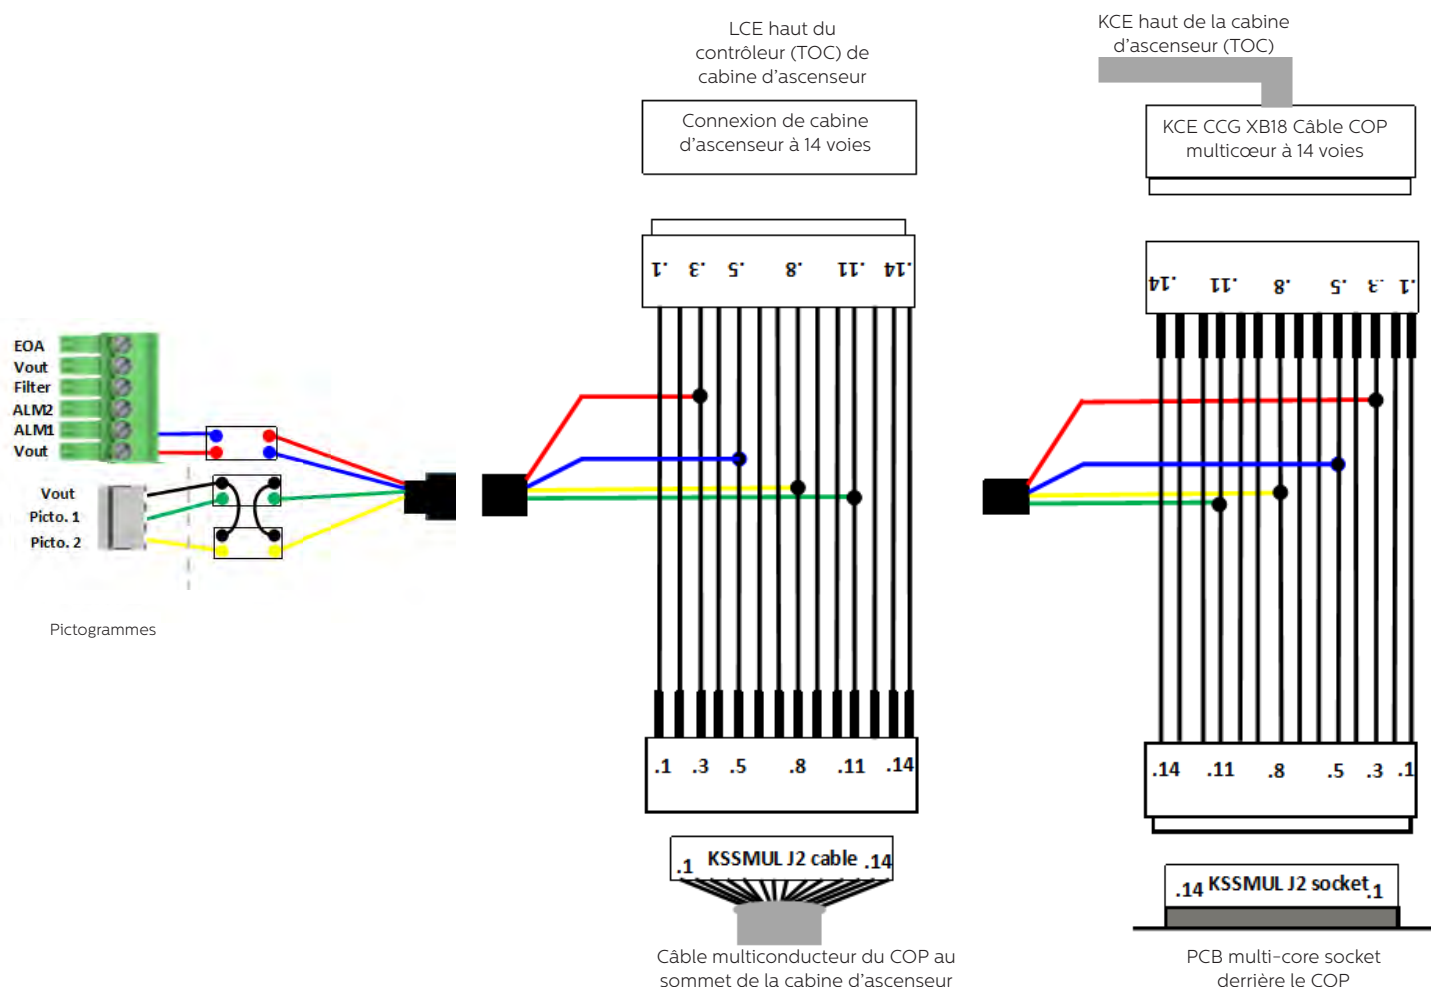 LCE haut du
contrôleur (TOC) de
cabine d'ascenseur
Connexion de cabine
d'ascenseur à 14 voies
.1 .3 .5 .8 .11 .14
KCE haut de la cabine
d'ascenseur (TOC)
KCE CCG XB18 Câble COP
multicœur à 14 voies
.14 .11 .8 .5 .3 .1
EOA
Vout
Filter
ALM2
ALM1
Vout
Vout
Picto. 1
Picto. 2
Pictogrammes
.1 .3 .5 .8 .11 .14
.1 KSSMUL J2 cable .14
Câble multiconducteur du COP au
sommet de la cabine d'ascenseur
.14 .11 .8 .5 .3 .1
.14 KSSMUL J2 socket .1
PCB multi-core socket
derrière le COP